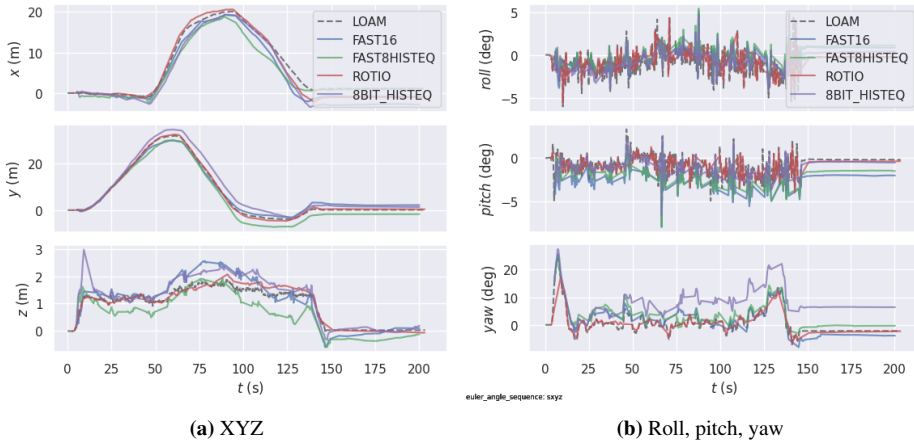 20
10
0
x (m)
LOAM
FAST16
FAST8HISTEQ
ROTIO
8BIT_HISTEQ
20
0
y (m)
3
2
1
0
z (m)
0 25 50 75 100 125 150 175 200
t (s)
(a) XYZ
5
0
−5
roll (deg)
LOAM
FAST16
FAST8HISTEQ
ROTIO
8BIT_HISTEQ
0
−5
pitch (deg)
20
10
0
yaw (deg)
0 25 50 75 100 125 150 175 200
t (s)
euler_angle_sequence: sxyz
(b) Roll, pitch, yaw